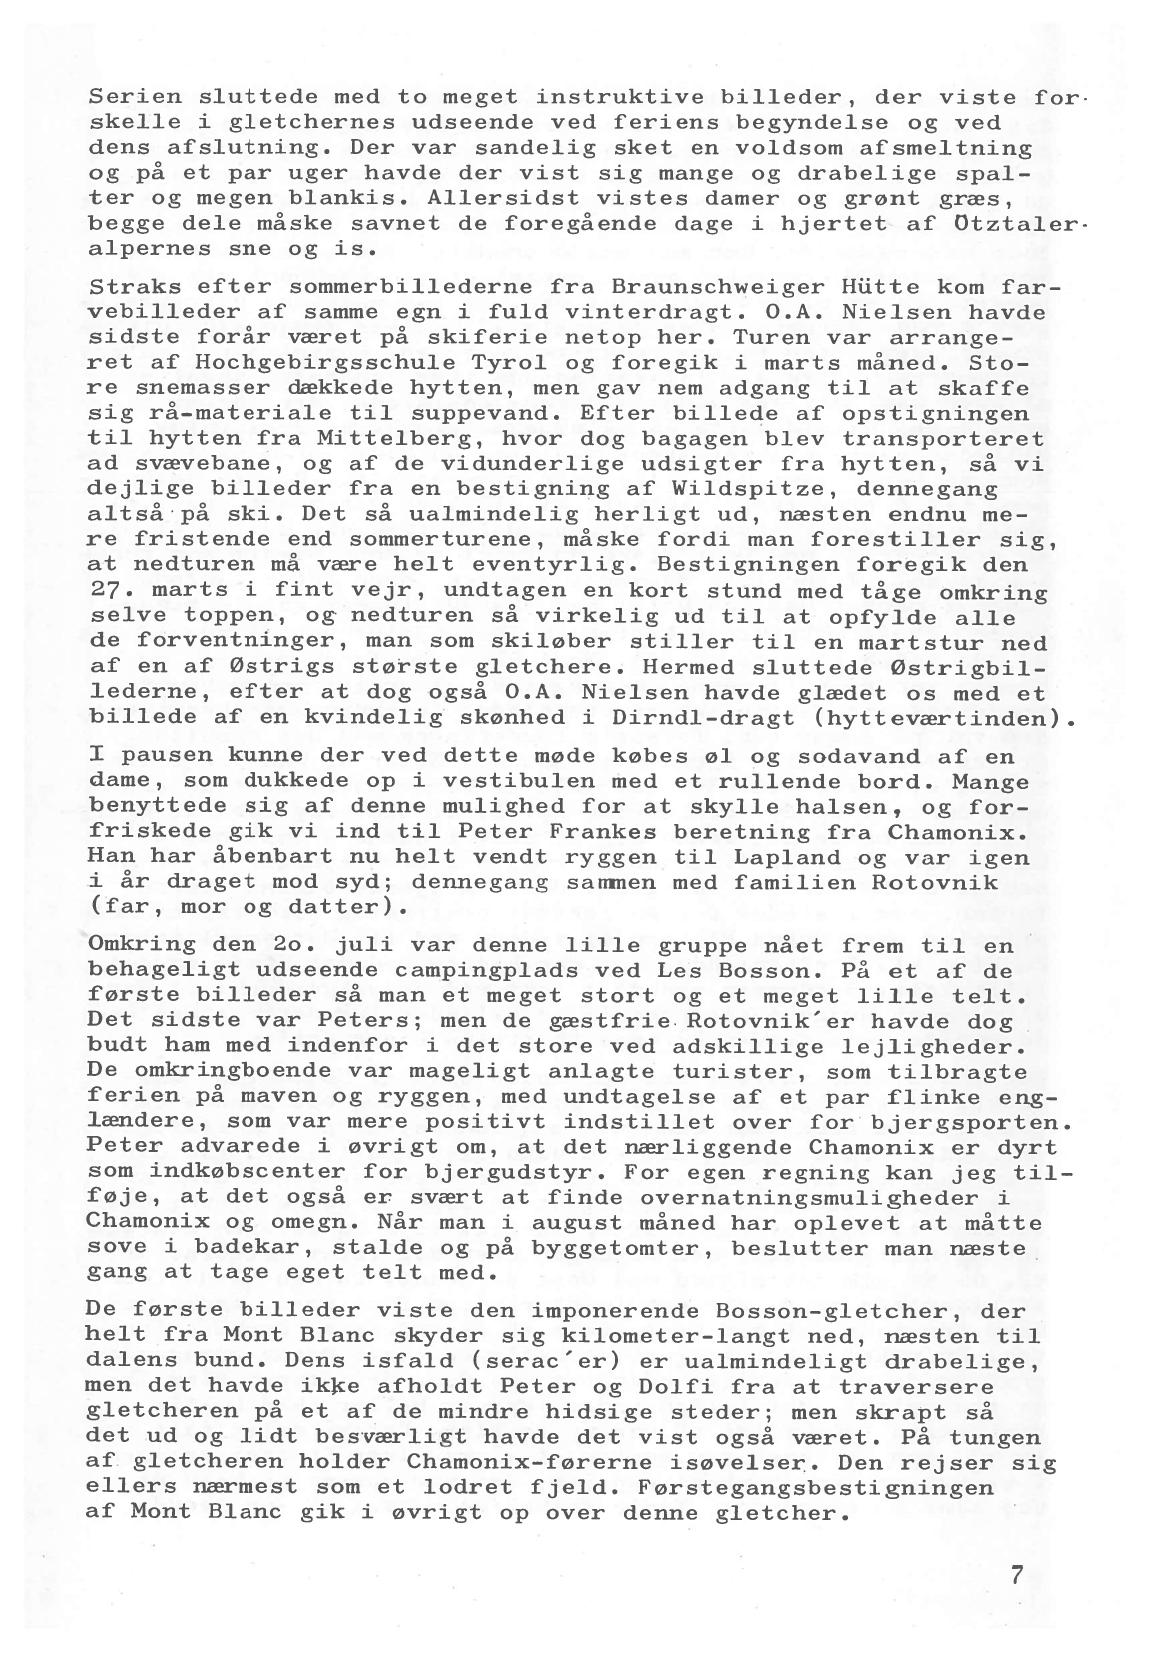 Serien sluttede med to meget instruktive billeder, der viste for-
skelle i gletchernes udseende ved feriens begyndelse og ved
dens afslutning. Der var sandelig sket en voldsom afsmeltning
og på et par uger havde der vist sig mange og drabelige spal-
ter og megen blankis. Allersidst vistes damer og grønt græs,
begge dele måske savnet de foregående dage i hjertet af Ötztaler-
alpernes sne og is.
Straks efter sommerbillederne fra Braunschweiger Hütte kom far-
vebilleder af samme egn i fuld vinterdragt. O.A. Nielsen havde
sidste forår været på skiferie netop her. Turen var arrange-
ret af Hochgebirgsschule Tyrol og foregik i marts måned. Sto-
re snemasser dækkede hytten, men gav nem adgang til at skaffe
sig rå-materiale til suppevand. Efter billede af opstigningen
til hytten fra Mittelberg, hvor dog bagagen blev transporteret
ad svævebane, og af de vidunderlige udsigter fra hytten, så vi
dejlige billeder fra en bestigning af Wildspitze, dennegang
altså på ski. Det så ualmindelig herligt ud, næsten endnu me-
re fristende end sommerturene, måske fordi man forestiller sig,
at nedturen må være helt eventyrlig. Bestigningen foregik den
27. marts i fint vejr, undtagen en kort stund med tåge omkring
selve toppen, og nedturen så virkelig ud til at opfylde alle
de forventninger, man som skiløber stiller til en martstur ned
af en af Østrigs største gletchere. Hermed sluttede Østrigbil-
lederne, efter at dog også O.A. Nielsen havde glædet os med et
billede af en kvindelig skønhed i Dirndl-dragt (hytteværtinden).
I pausen kunne der ved dette møde købes øl og sodavand af en
dame, som dukkede op i vestibulen med et rullende bord. Mange
benyttede sig af denne mulighed for at skylle halsen, og for-
friskede gik vi ind til Peter Frankes beretning fra Chamonix.
Han har åbenbart nu helt vendt ryggen til Lapland og var igen
i år draget mod syd; dennegang sammen med familien Rotovnik
(far, mor og datter).
Omkring den 2o. juli var denne lille gruppe nået frem til en
behageligt udseende campingplads ved Les Bosson. På et af de
første billeder så man et meget stort og et meget lille telt.
Det sidste var Peters; men de gæstfrie Rotovnik´er havde dog
budt ham med indenfor i det store ved adskillige lejligheder.
De omkringboende var mageligt anlagte turister, som tilbragte
ferien på maven og ryggen, med undtagelse af et par flinke eng-
lændere, som var mere positivt indstillet over for bjergsporten.
Peter advarede i øvrigt om, at det nærliggende Chamonix er dyrt
som indkøbscenter for bjergudstyr. For egen regning kan jeg til-
føje, at det også er svært at finde overnatningsmuligheder i
Chamonix og omegn. Når man i august måned har oplevet at måtte
sove i badekar, stalde og på byggetomter, beslutter man næste
gang at tage eget telt med.
De første billeder viste den imponerende Bosson-gletcher, der
helt fra Mont Blanc skyder sig kilometer-langt ned, næsten til
dalens bund. Dens isfald (serac´er) er ualmindeligt drabelige,
men det havde ikke afholdt Peter og Dolfi fra at traversere
gletcheren på et af de mindre hidsige steder; men skrapt så
det ud og lidt besværligt havde det vist også været. På tungen
af gletcheren holder Chamonix-førerne isøvelser. Den rejser sig
ellers nærmest som et lodret fjeld. Førstegangsbestigningen
af Mont Blanc gik i øvrigt op over denne gletcher.
7